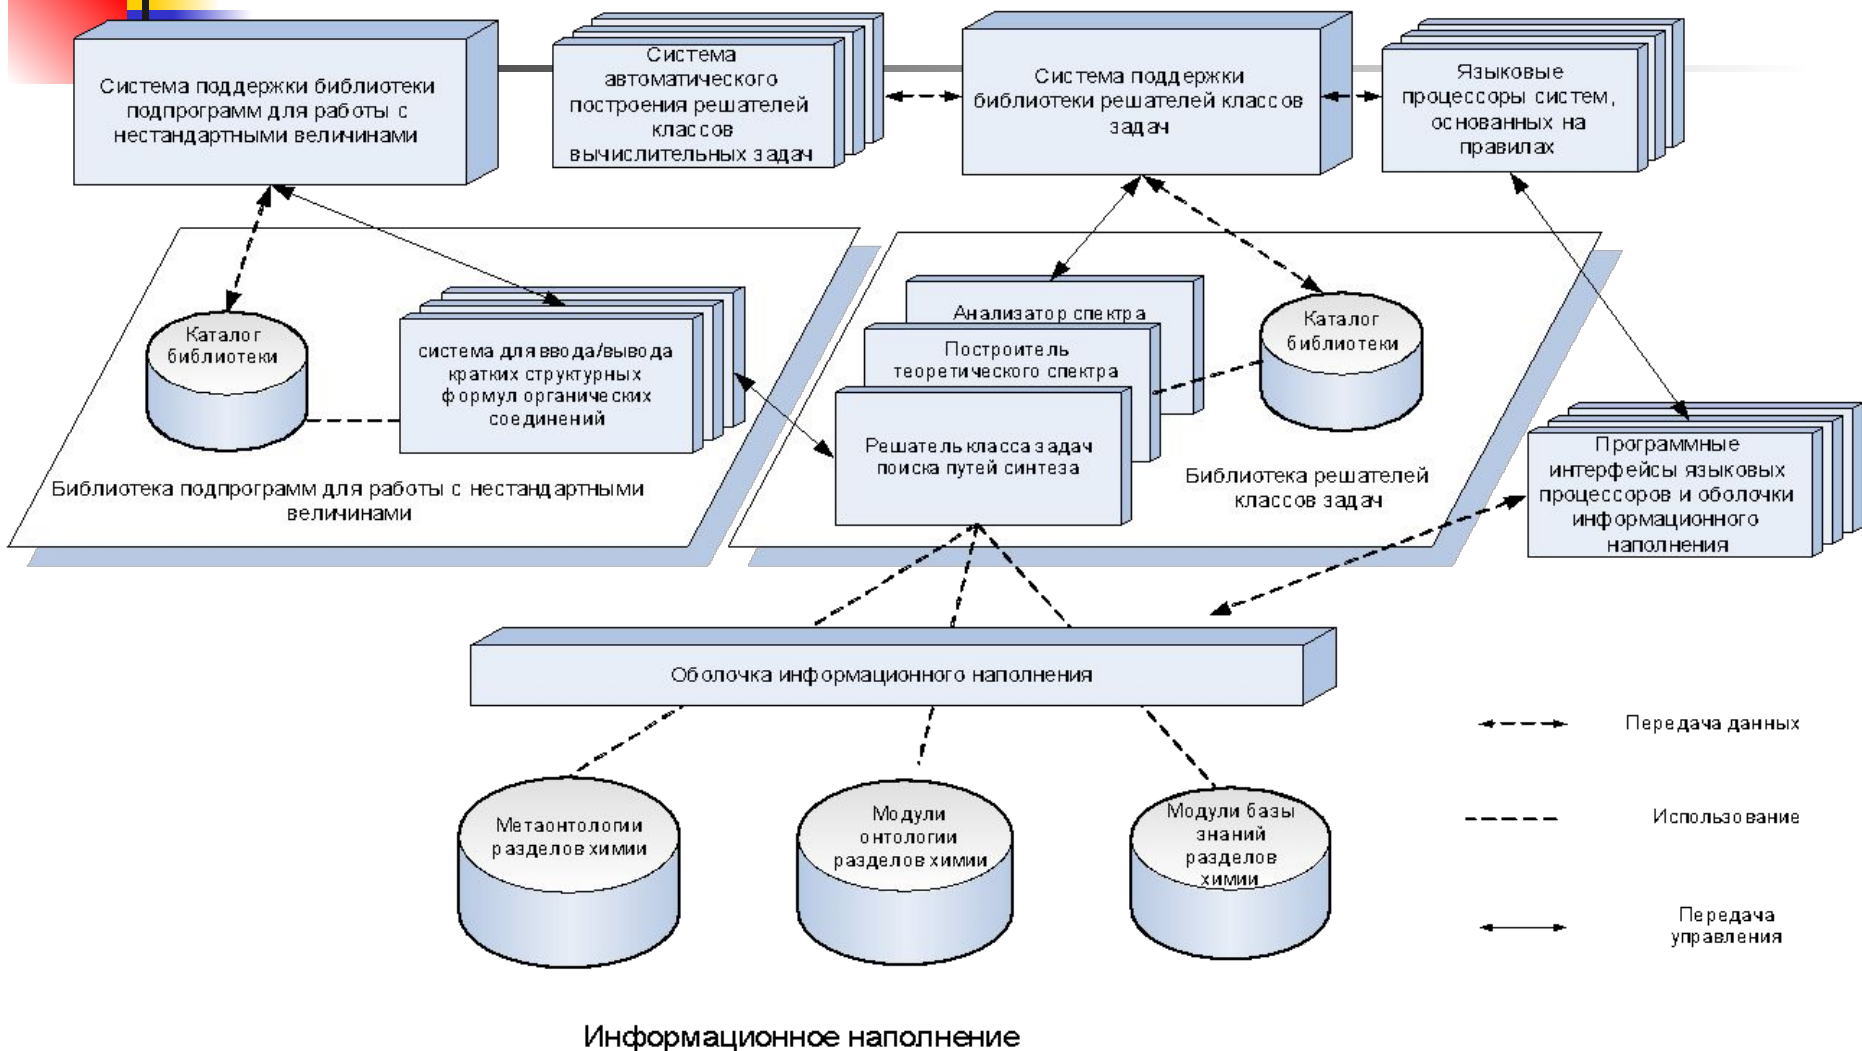 Система поддержки библиотеки
подпрограмм для работы с
нестандартными величинами
Система
автоматического
построения решателей
классов
вычислительных задач
Система поддержки
библиотеки решателей классов
задач
Языковые
процессоры систем,
основанных на
правилах
Каталог
библиотеки
система для ввода/вывода
кратких структурных
формул органических
соединений
Библиотека подпрограмм для работы с нестандартными
величинами
Анализатор спектра
Построитель
теоретического спектра
Решатель класса задач
поиска путей синтеза
Каталог
библиотеки
Библиотека решателей
классов задач
Программные
интерфейсы языковых
процессоров и оболочки
информационного
наполнения
Оболочка информационного наполнения
Метаонтологии
разделов химии
Модули
онтологии
разделов химии
Модули базы
знаний
разделов
химии
Передача данных
Использование
Передача
управления
Информационное наполнение